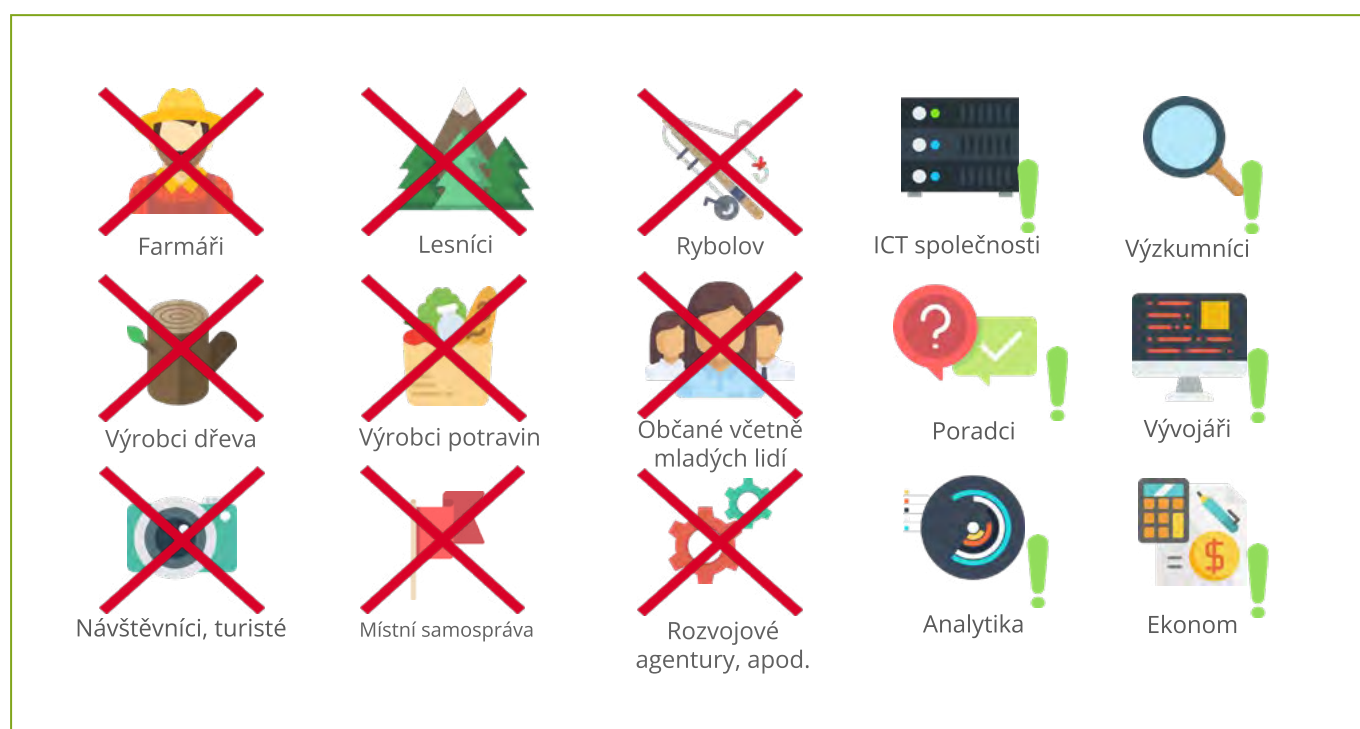 Farmáři
Lesníci
Rybolov
ICT společnosti
Výzkumníci
Výrobci dřeva
Výrobci potravin
Občané včetně
mladých lidí
Poradci
Vývojáři
Návštěvníci, turisté
Místní samospráva
Rozvojové
agentury, apod.
Analytika
Ekonom